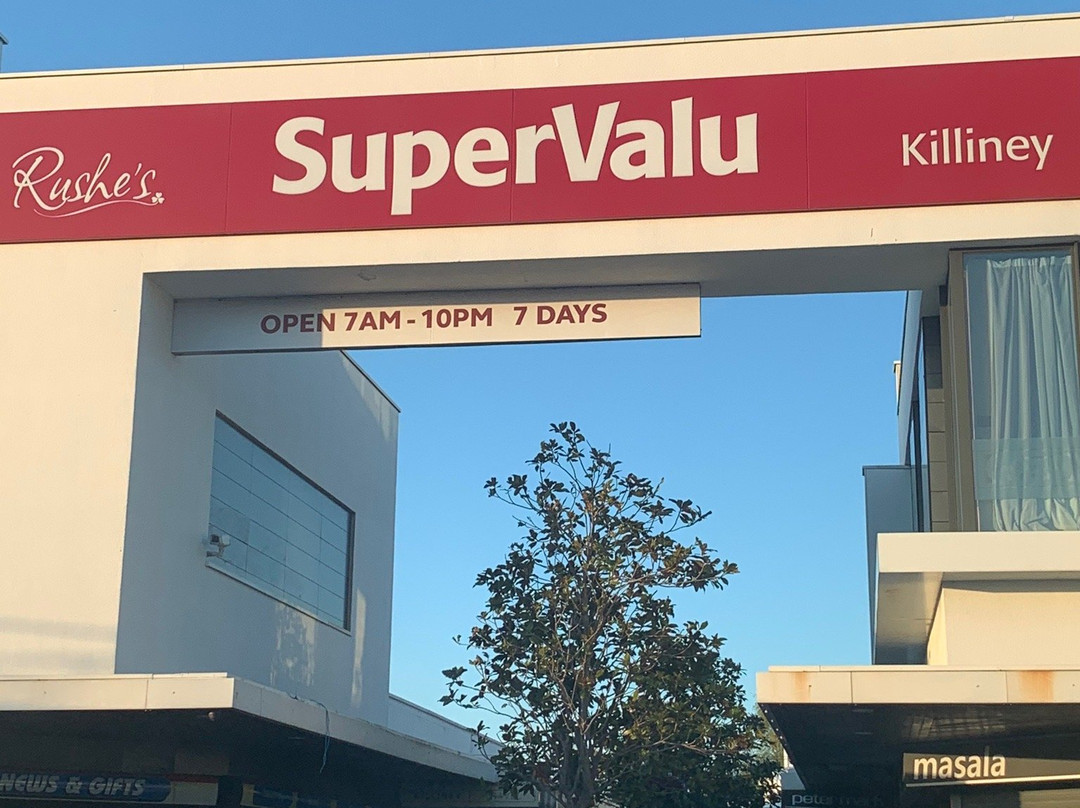 Rushe's
SuperValu
Killiney
OPEN 7AM - 10PM 7 DAYS
NEWS & GIFTS
masala